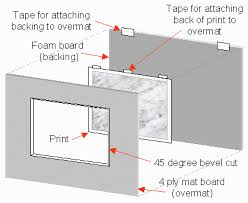 Tape for attaching
backing to overmat
Tape for attaching
back of print to
overmat
Foam board
(backing)
Print
45 degree bevel cut
4 ply mat board
(overmat)